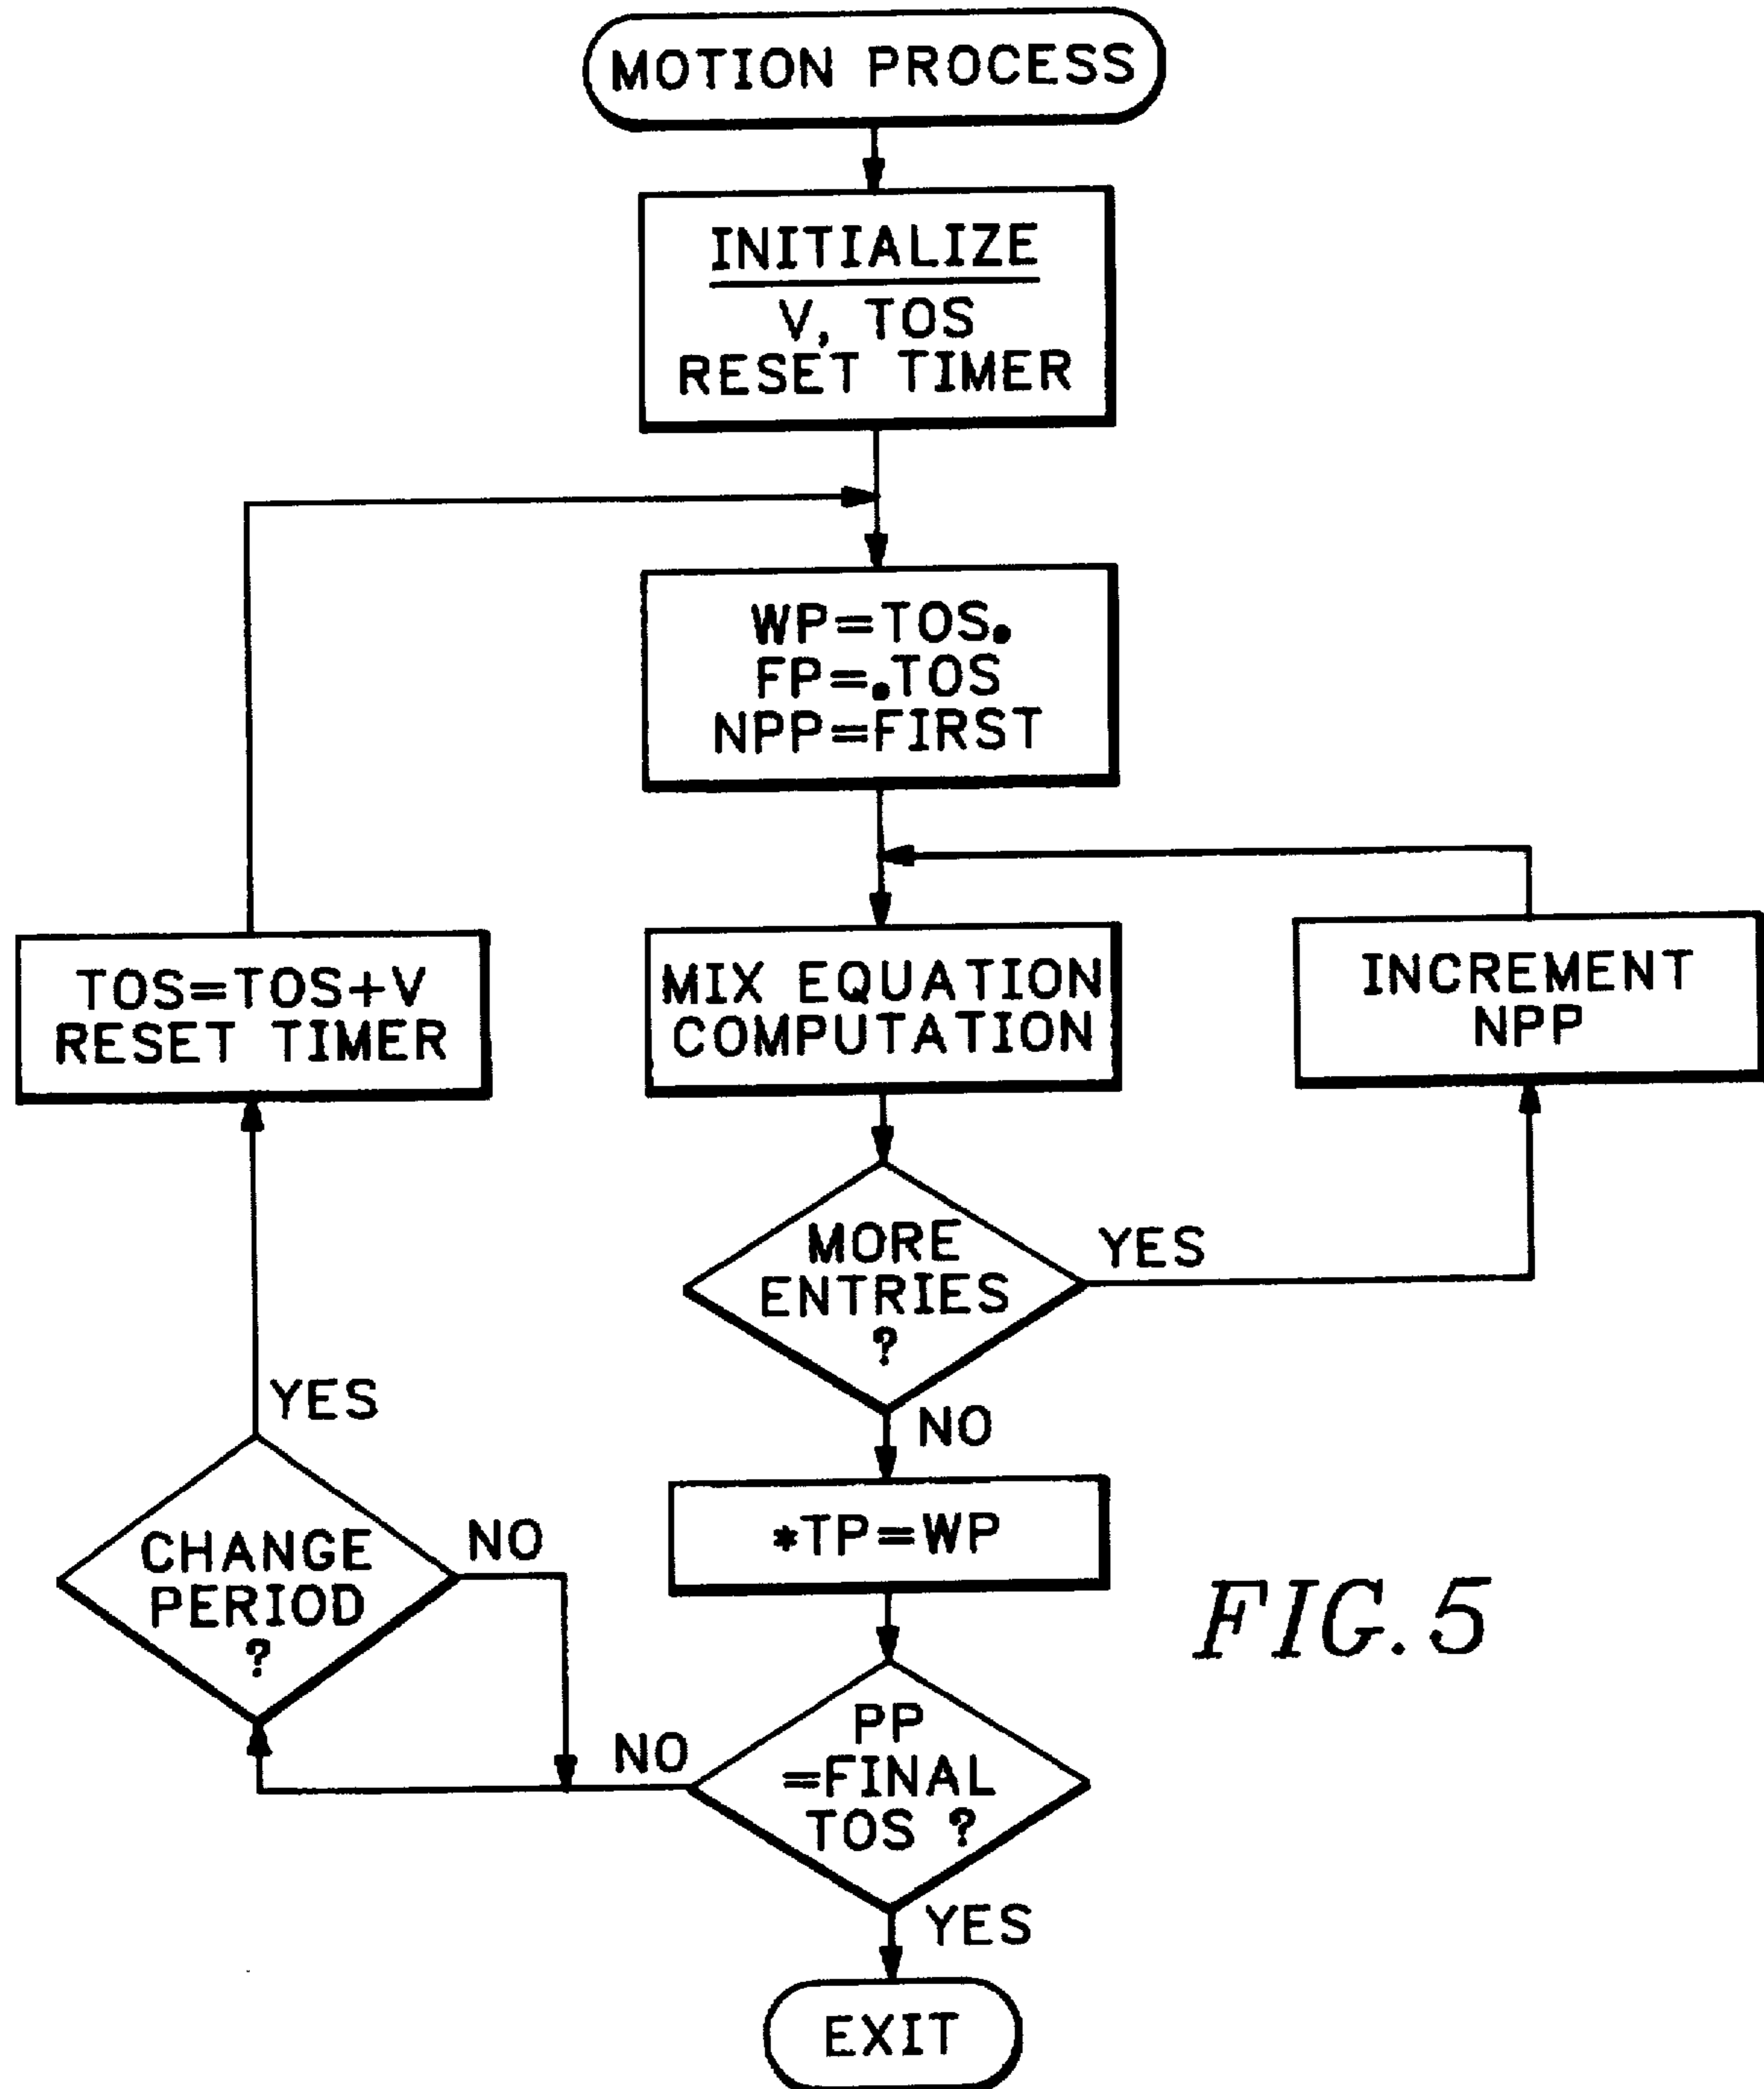 MOTION PROCESS
INITIALIZE
V, TOS
RESET TIMER
WP=TOS.
FP=.TOS
NPP=FIRST
TOS=TOS+V
RESET TIMER
MIX EQUATION
COMPUTATION
INCREMENT
NPP
MORE
ENTRIES
?
YES
NO
YES
CHANGE
PERIOD
?
NO
*TP=WP
FIG. 5
PP
=FINAL
TOS ?
NO
YES
EXIT